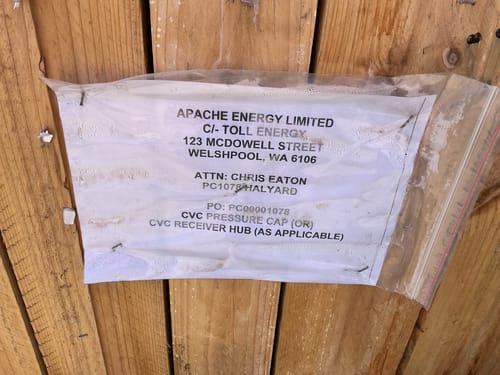 APACHE ENERGY LIMITED
C/- TOLL ENERGY
123 MCDOWELL STREET
WELSHPOOL, WA 6106
ATTN: CHRIS EATON
PC1078/HALYARD
PO: PC00001078
CVC PRESSURE CAP (OR)
CVC RECEIVER HUB (AS APPLICABLE)